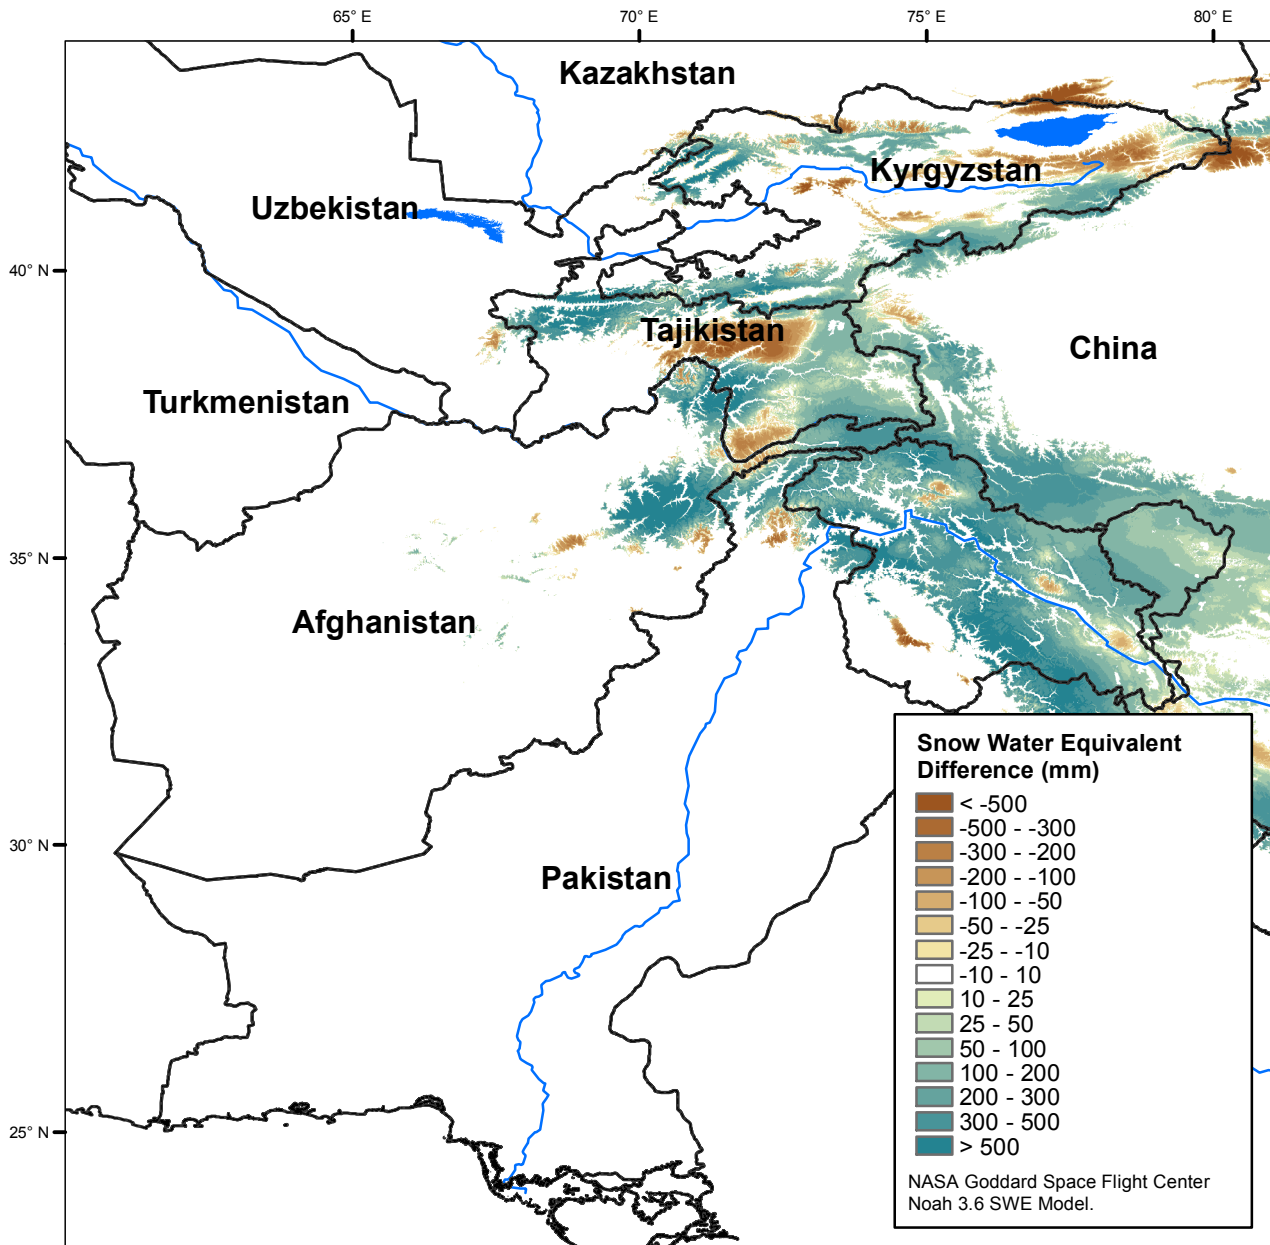 65° E
70° E
75° E
80° E
Kazakhstan
Kyrgyzstan
Uzbekistan
40° N
Tajikistan
China
Turkmenistan
35° N
Afghanistan
30° N
Pakistan
25° N
Snow Water Equivalent
Difference (mm)
< -500
-500 - -300
-300 - -200
-200 - -100
-100 - -50
-50 - -25
-25 - -10
-10 - 10
10 - 25
25 - 50
50 - 100
100 - 200
200 - 300
300 - 500
> 500
NASA Goddard Space Flight Center
Noah 3.6 SWE Model.